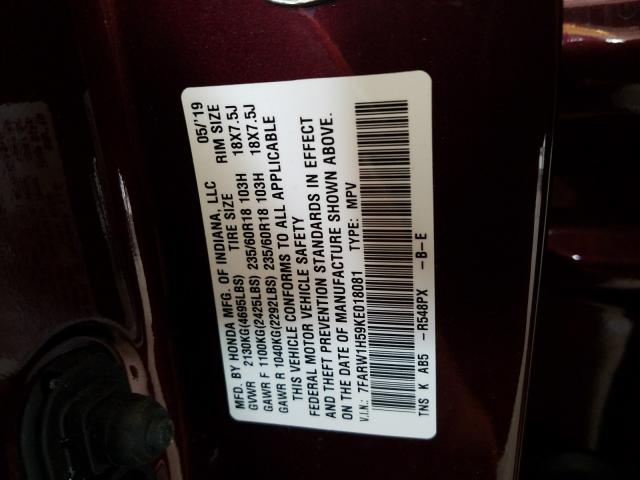 MFD. BY HONDA MFG. OF INDIANA, LLC 05/'19
TIRE SIZE RIM SIZE
GVWR 2130KG(4695LBS)
GAWR F 1100KG(2425LBS) 235/60R18 103H 18X7.5J
GAWR R 1040KG(2292LBS) 235/60R18 103H 18X7.5J
THIS VEHICLE CONFORMS TO ALL APPLICABLE
FEDERAL MOTOR VEHICLE SAFETY
AND THEFT PREVENTION STANDARDS IN EFFECT
ON THE DATE OF MANUFACTURE SHOWN ABOVE.
V.I.N.: 7FARW1H59KE018081 TYPE: MPV
TNS K AB5 -R548PX -B-E